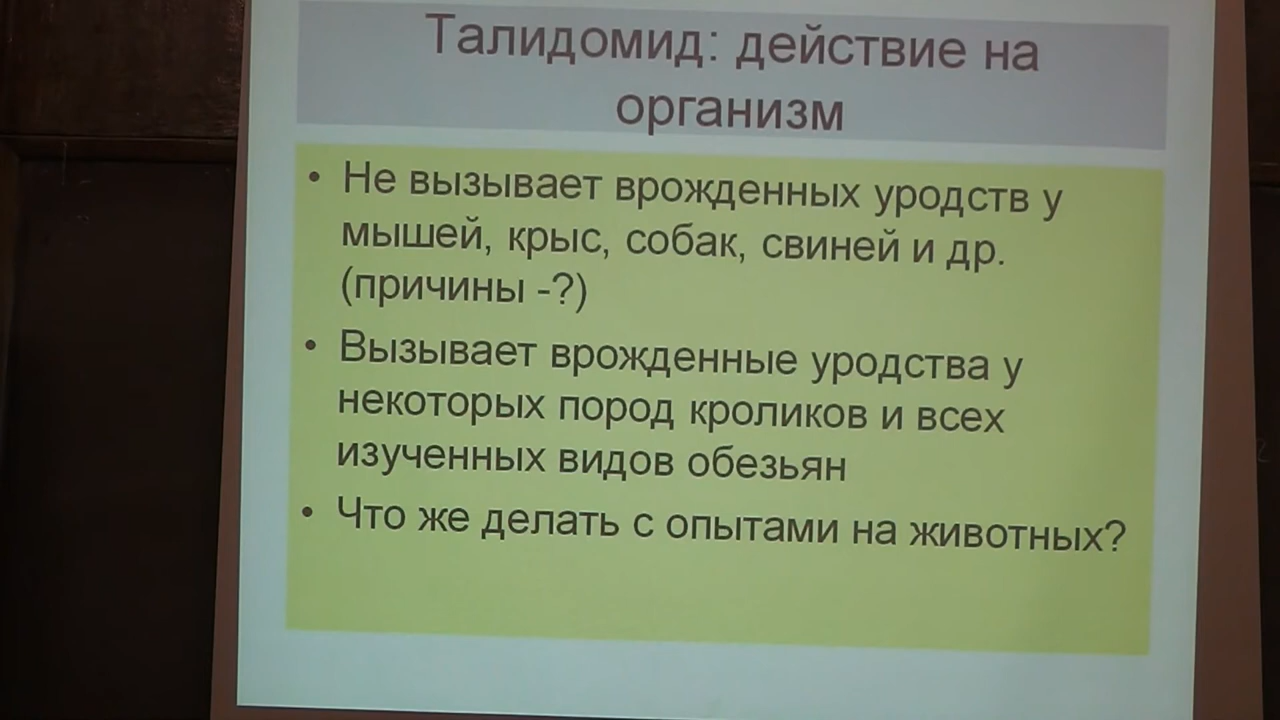 Талидомид: действие на
организм
• Не вызывает врожденных уродств у
мышей, крыс, собак, свиней и др.
(причины -?)
• Вызывает врожденные уродства у
некоторых пород кроликов и всех
изученных видов обезьян
• Что же делать с опытами на животных?